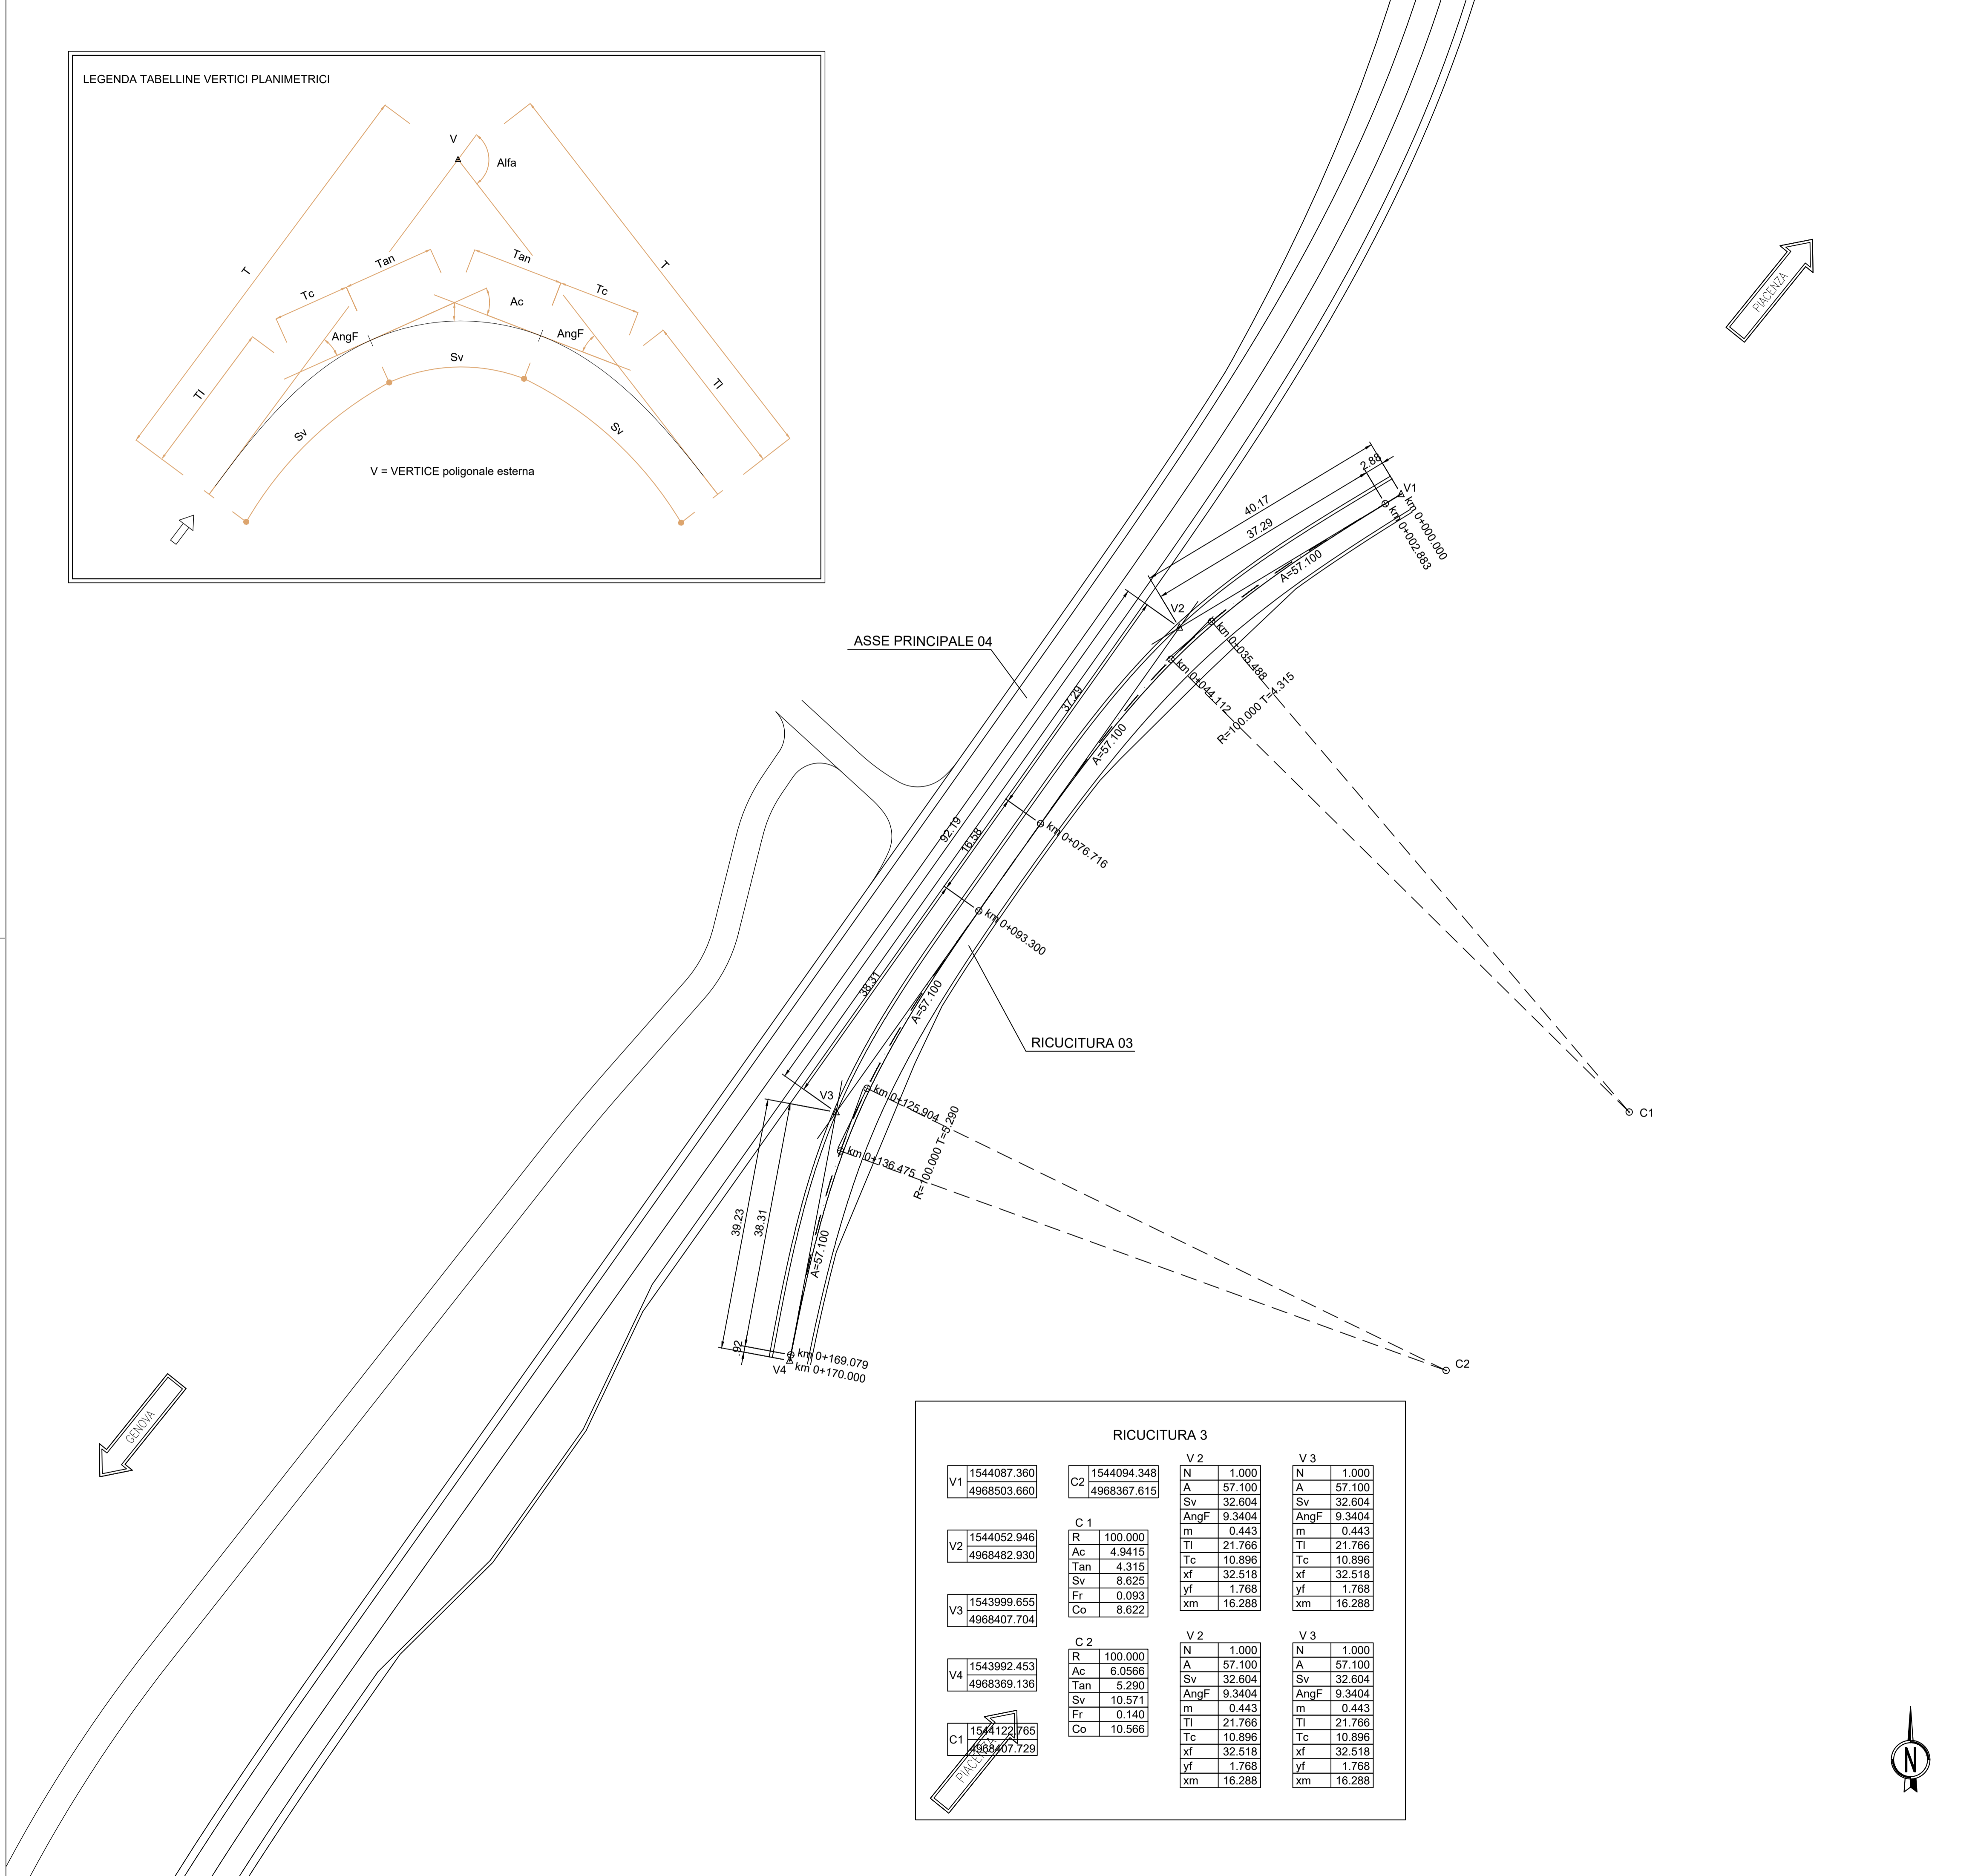 LEGENDA TABELLINE VERTICI PLANIMETRICI
V
Alfa
T
T
Tan
Tan
Tc
Tc
Ac
AngF
AngF
Sv
Tl
Tl
Sv
Sv
V = VERTICE poligonale esterna
PIACENZA
2.88
V1
40.17
37.29
km 0+000.000
km 0+002.883
A=57.100
V2
ASSE PRINCIPALE 04
km 0+035.488
km 0+044.112
R=100.000 T=4.315
37.29
A=57.100
92.19
16.58
km 0+076.716
km 0+093.300
38.31
A=57.100
RICUCITURA 03
V3
km 0+125.904
C1
km 0+136.475
R=100.000 T=5.290
39.23
38.31
A=57.100
.92
km 0+169.079
V4 km 0+170.000
C2
GENOVA
RICUCITURA 3
V1 1544087.360
4968503.660
V2 1544052.946
4968482.930
V3 1543999.655
4968407.704
V4 1543992.453
4968369.136
C1 1544122.765
4968407.729
PIACENZA
C2 1544094.348
4968367.615
C 1
R 100.000
Ac 4.9415
Tan 4.315
Sv 8.625
Fr 0.093
Co 8.622
C 2
R 100.000
Ac 6.0566
Tan 5.290
Sv 10.571
Fr 0.140
Co 10.566
V 2
N 1.000
A 57.100
Sv 32.604
AngF 9.3404
m 0.443
Tl 21.766
Tc 10.896
xf 32.518
yf 1.768
xm 16.288
V 3
N 1.000
A 57.100
Sv 32.604
AngF 9.3404
m 0.443
Tl 21.766
Tc 10.896
xf 32.518
yf 1.768
xm 16.288
V 2
N 1.000
A 57.100
Sv 32.604
AngF 9.3404
m 0.443
Tl 21.766
Tc 10.896
xf 32.518
yf 1.768
xm 16.288
V 3
N 1.000
A 57.100
Sv 32.604
AngF 9.3404
m 0.443
Tl 21.766
Tc 10.896
xf 32.518
yf 1.768
xm 16.288
N